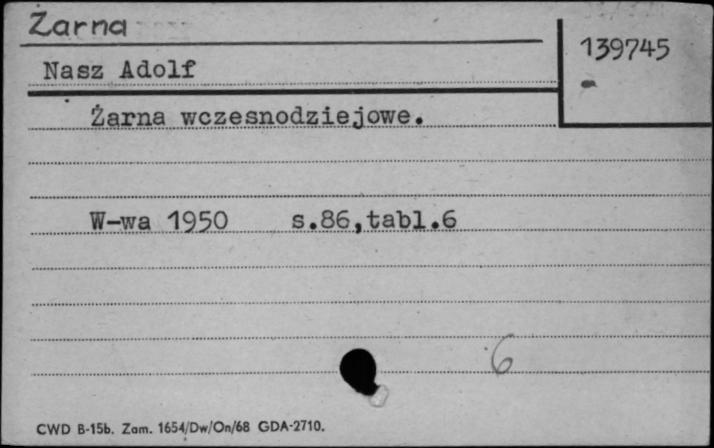 Żarna
139745
Nasz Adolf
Żarna wczesnodziejowe.
W-wa 1950 s.86,tabl.6
6
CWD B-15b. Zam. 1654/Dw/On/68 GDA-2710.